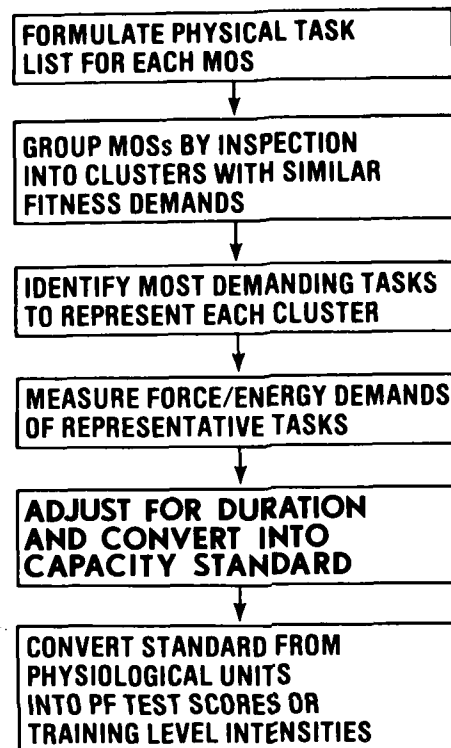 FORMULATE PHYSICAL TASK
LIST FOR EACH MOS
GROUP MOSs BY INSPECTION
INTO CLUSTERS WITH SIMILAR
FITNESS DEMANDS
IDENTIFY MOST DEMANDING TASKS
TO REPRESENT EACH CLUSTER
MEASURE FORCE/ENERGY DEMANDS
OF REPRESENTATIVE TASKS
ADJUST FOR DURATION
AND CONVERT INTO
CAPACITY STANDARD
CONVERT STANDARD FROM
PHYSIOLOGICAL UNITS
INTO PF TEST SCORES OR
TRAINING LEVEL INTENSITIES